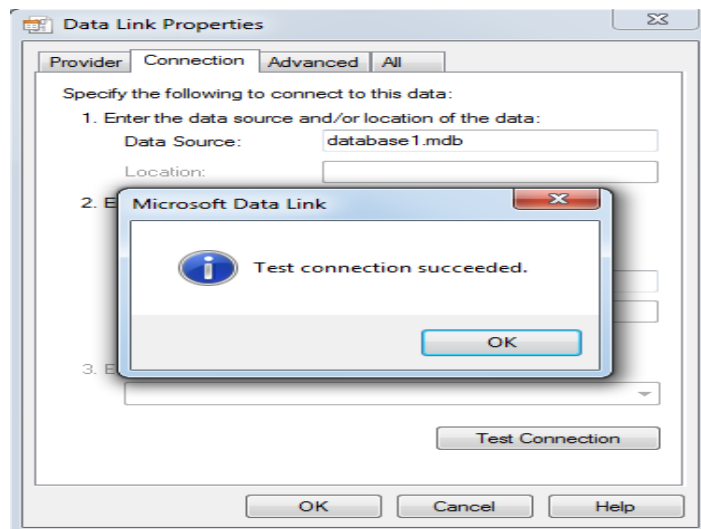 Data Link Properties
Provider Connection Advanced All
Specify the following to connect to this data:
1. Enter the data source and/or location of the data:
Data Source: database1.mdb
Location:
2. E
Microsoft Data Link
Test connection succeeded.
OK
3. E
Test Connection
OK Cancel Help